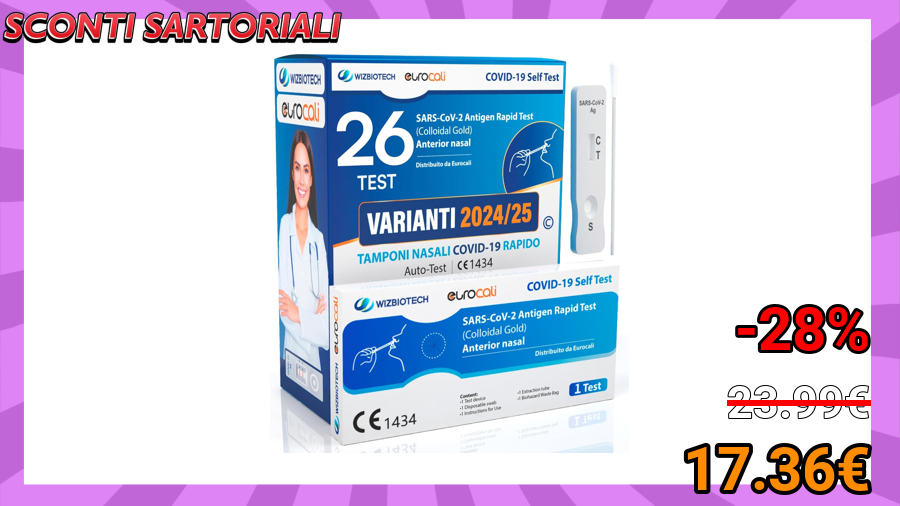 SCONTI SARTORIALI
WIZBIOTECH
eurocali
WIZBIOTECH eurocali COVID-19 Self Test
26
TEST
SARS-CoV-2 Antigen Rapid Test
(Colloidal Gold)
Anterior nasal
Distribuito da Eurocali
VARIANTI 2024/25
©
TAMPONI NASALI COVID-19 RAPIDO
Auto-Test CE1434
SARS-CoV-2
Ag
C
T
S
WIZBIOTECH eurocali COVID-19 Self Test
SARS-CoV-2 Antigen Rapid Test
(Colloidal Gold)
Anterior nasal
Distribuito da Eurocali
WIZBIOTECH eurocali
CE 1434
Content:
-1 Test device
-1 Disposable swab
-1 Instructions for Use
-1 Extraction tube
-1 Biohazard Waste Bag
1 Test
-28%
23.99€
17.36€